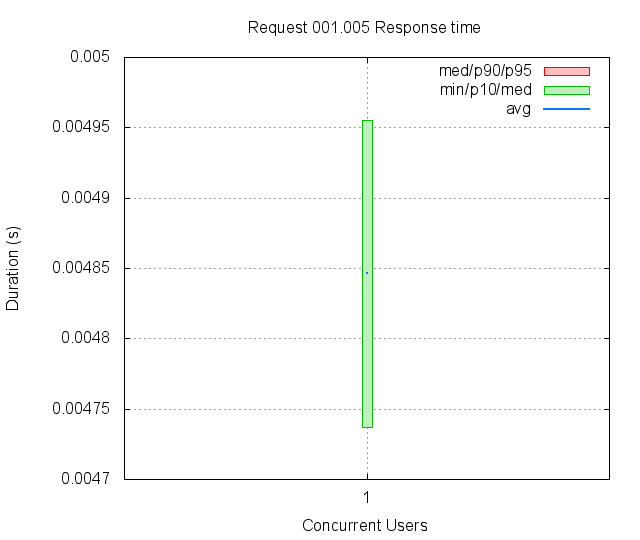 Request 001.005 Response time
0.005
0.00495
0.0049
0.00485
0.0048
0.00475
0.0047
Duration (s)
med/p90/p95
min/p10/med
avg
1
Concurrent Users